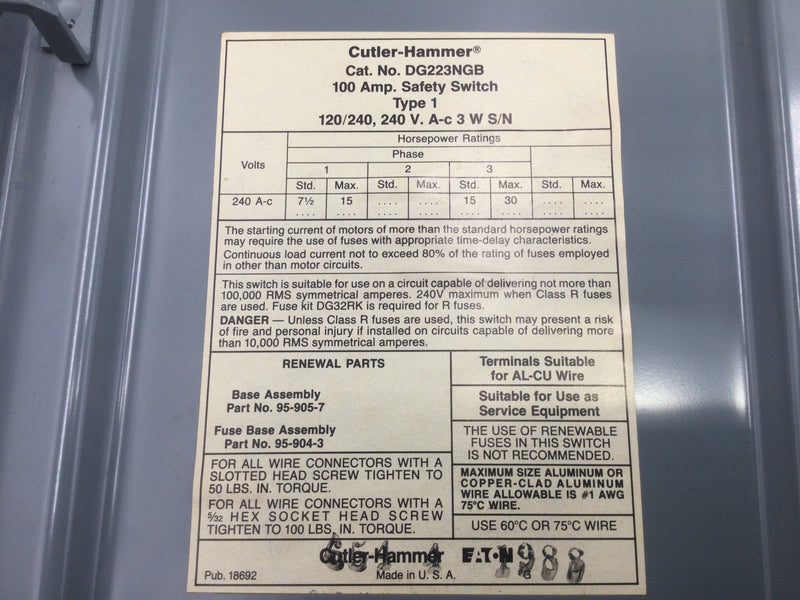 Cutler-Hammer®
Cat. No. DG223NGB
100 Amp. Safety Switch
Type 1
120/240, 240 V. A-c 3 W S/N
Horsepower Ratings
Volts
Phase
1 2 3
Std. Max. Std. Max. Std. Max. Std. Max.
240 A-c 7½ 15 .... .... 15 30 .... ....
.... .... .... .... .... .... .... ....
The starting current of motors of more than the standard horsepower ratings
may require the use of fuses with appropriate time-delay characteristics.
Continuous load current not to exceed 80% of the rating of fuses employed
in other than motor circuits.
This switch is suitable for use on a circuit capable of delivering not more than
100,000 RMS symmetrical amperes. 240V maximum when Class R fuses
are used. Fuse kit DG32RK is required for R fuses.
DANGER — Unless Class R fuses are used, this switch may present a risk
of fire and personal injury if installed on circuits capable of delivering more
than 10,000 RMS symmetrical amperes.
RENEWAL PARTS
Base Assembly
Part No. 95-905-7
Fuse Base Assembly
Part No. 95-904-3
FOR ALL WIRE CONNECTORS WITH A
SLOTTED HEAD SCREW TIGHTEN TO
50 LBS. IN. TORQUE.
FOR ALL WIRE CONNECTORS WITH A
5/32 HEX SOCKET HEAD SCREW
TIGHTEN TO 100 LBS. IN. TORQUE.
Terminals Suitable
for AL-CU Wire
Suitable for Use as
Service Equipment
THE USE OF RENEWABLE
FUSES IN THIS SWITCH
IS NOT RECOMMENDED.
MAXIMUM SIZE ALUMINUM OR
COPPER-CLAD ALUMINUM
WIRE ALLOWABLE IS #1 AWG
75°C WIRE.
USE 60°C OR 75°C WIRE
Cutler-Hammer EATON 1988
Pub. 18692 Made in U. S. A. G